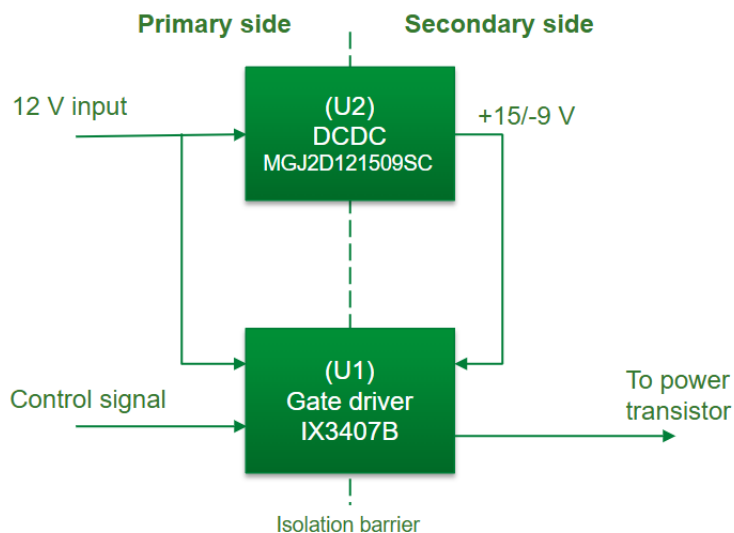 Primary side
Secondary side
12 V input
(U2)
DCDC
MGJ2D121509SC
+15/-9 V
(U1)
Gate driver
IX3407B
Control signal
To power
transistor
Isolation barrier